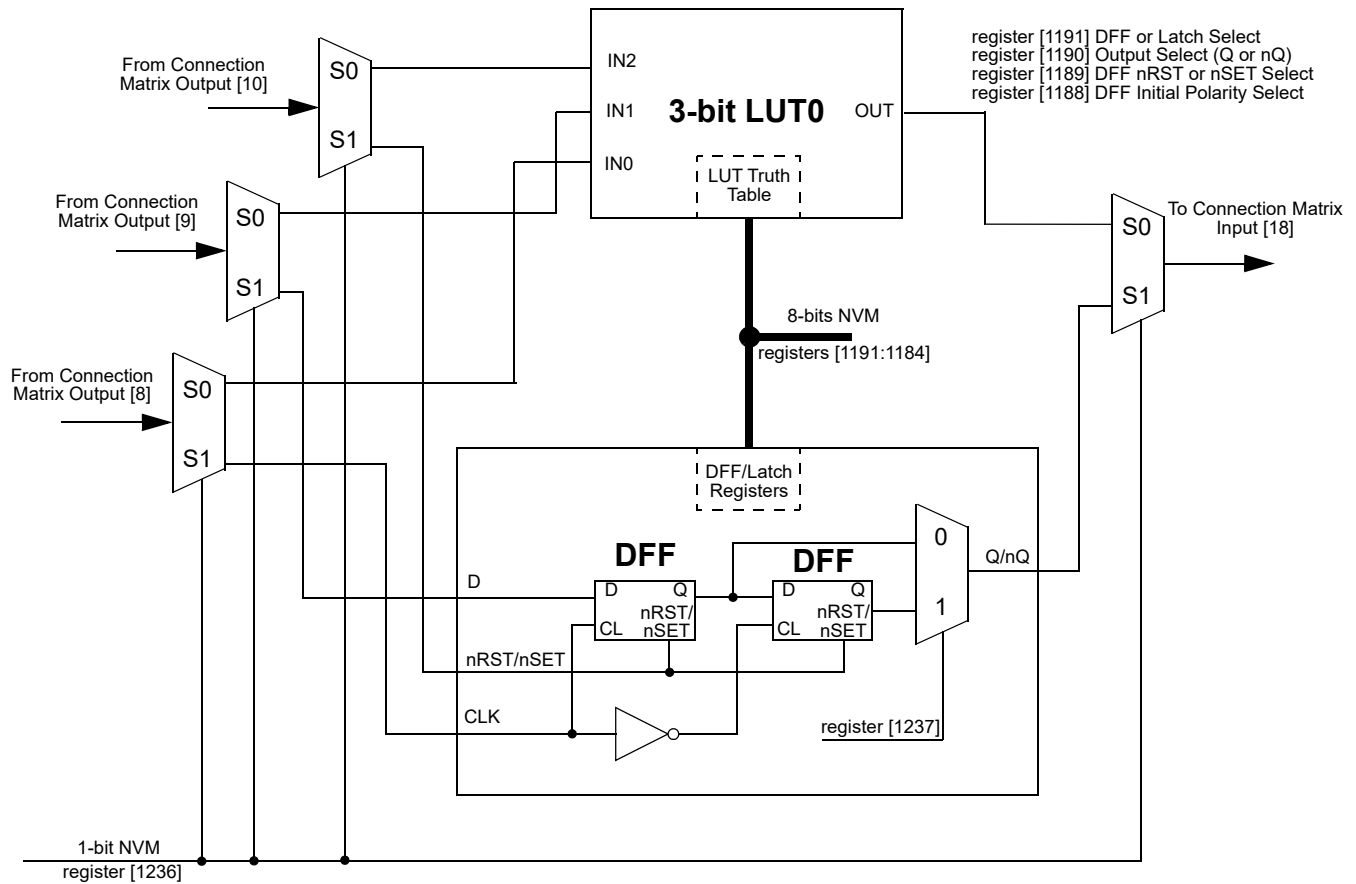 From Connection
Matrix Output [10]
S0
S1
IN2
IN1
IN0
3-bit LUT0
OUT
LUT Truth
Table
register [1191] DFF or Latch Select
register [1190] Output Select (Q or nQ)
register [1189] DFF nRST or nSET Select
register [1188] DFF Initial Polarity Select
From Connection
Matrix Output [9]
S0
S1
To Connection Matrix
Input [18]
S0
S1
8-bits NVM
registers [1191:1184]
From Connection
Matrix Output [8]
S0
S1
DFF/Latch
Registers
DFF
DFF
D
D
Q
nRST/
nSET
CL
D
Q
nRST/
nSET
CL
0
1
Q/nQ
nRST/nSET
CLK
register [1237]
1-bit NVM
register [1236]